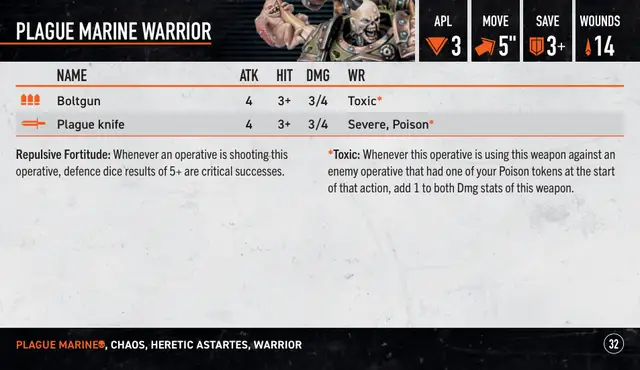 PLAGUE MARINE WARRIOR
APL
3
MOVE
5"
SAVE
3+
WOUNDS
14
NAME ATK HIT DMG WR
Boltgun 4 3+ 3/4 Toxic*
Plague knife 4 3+ 3/4 Severe, Poison*
Repulsive Fortitude: Whenever an operative is shooting this
operative, defence dice results of 5+ are critical successes.
*Toxic: Whenever this operative is using this weapon against an
enemy operative that had one of your Poison tokens at the start
of that action, add 1 to both Dmg stats of this weapon.
PLAGUE MARINE, CHAOS, HERETIC ASTARTES, WARRIOR
32